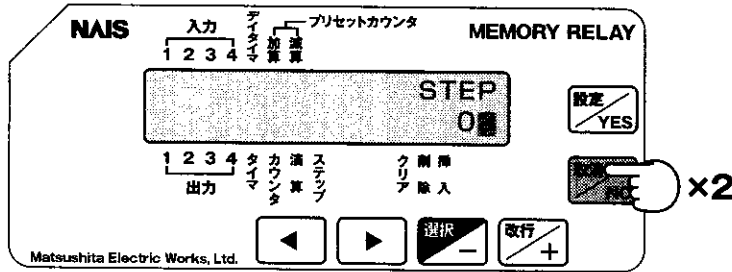 NAIS
入力
デイタイマ
加算
減算
プリセットカウンタ
MEMORY RELAY
1 2 3 4
STEP
0
設定
YES
1 2 3 4
出力
タイマ
カウンタ
演算
ステップ
クリア
削除
挿入
NO
×2
選択
−
改行
+
Matsushita Electric Works, Ltd.